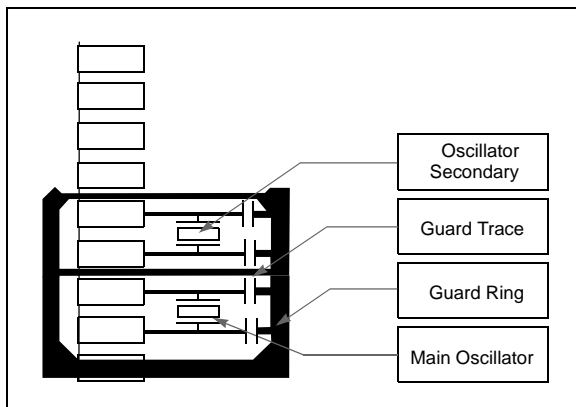 Oscillator
Secondary
Guard Trace
Guard Ring
Main Oscillator